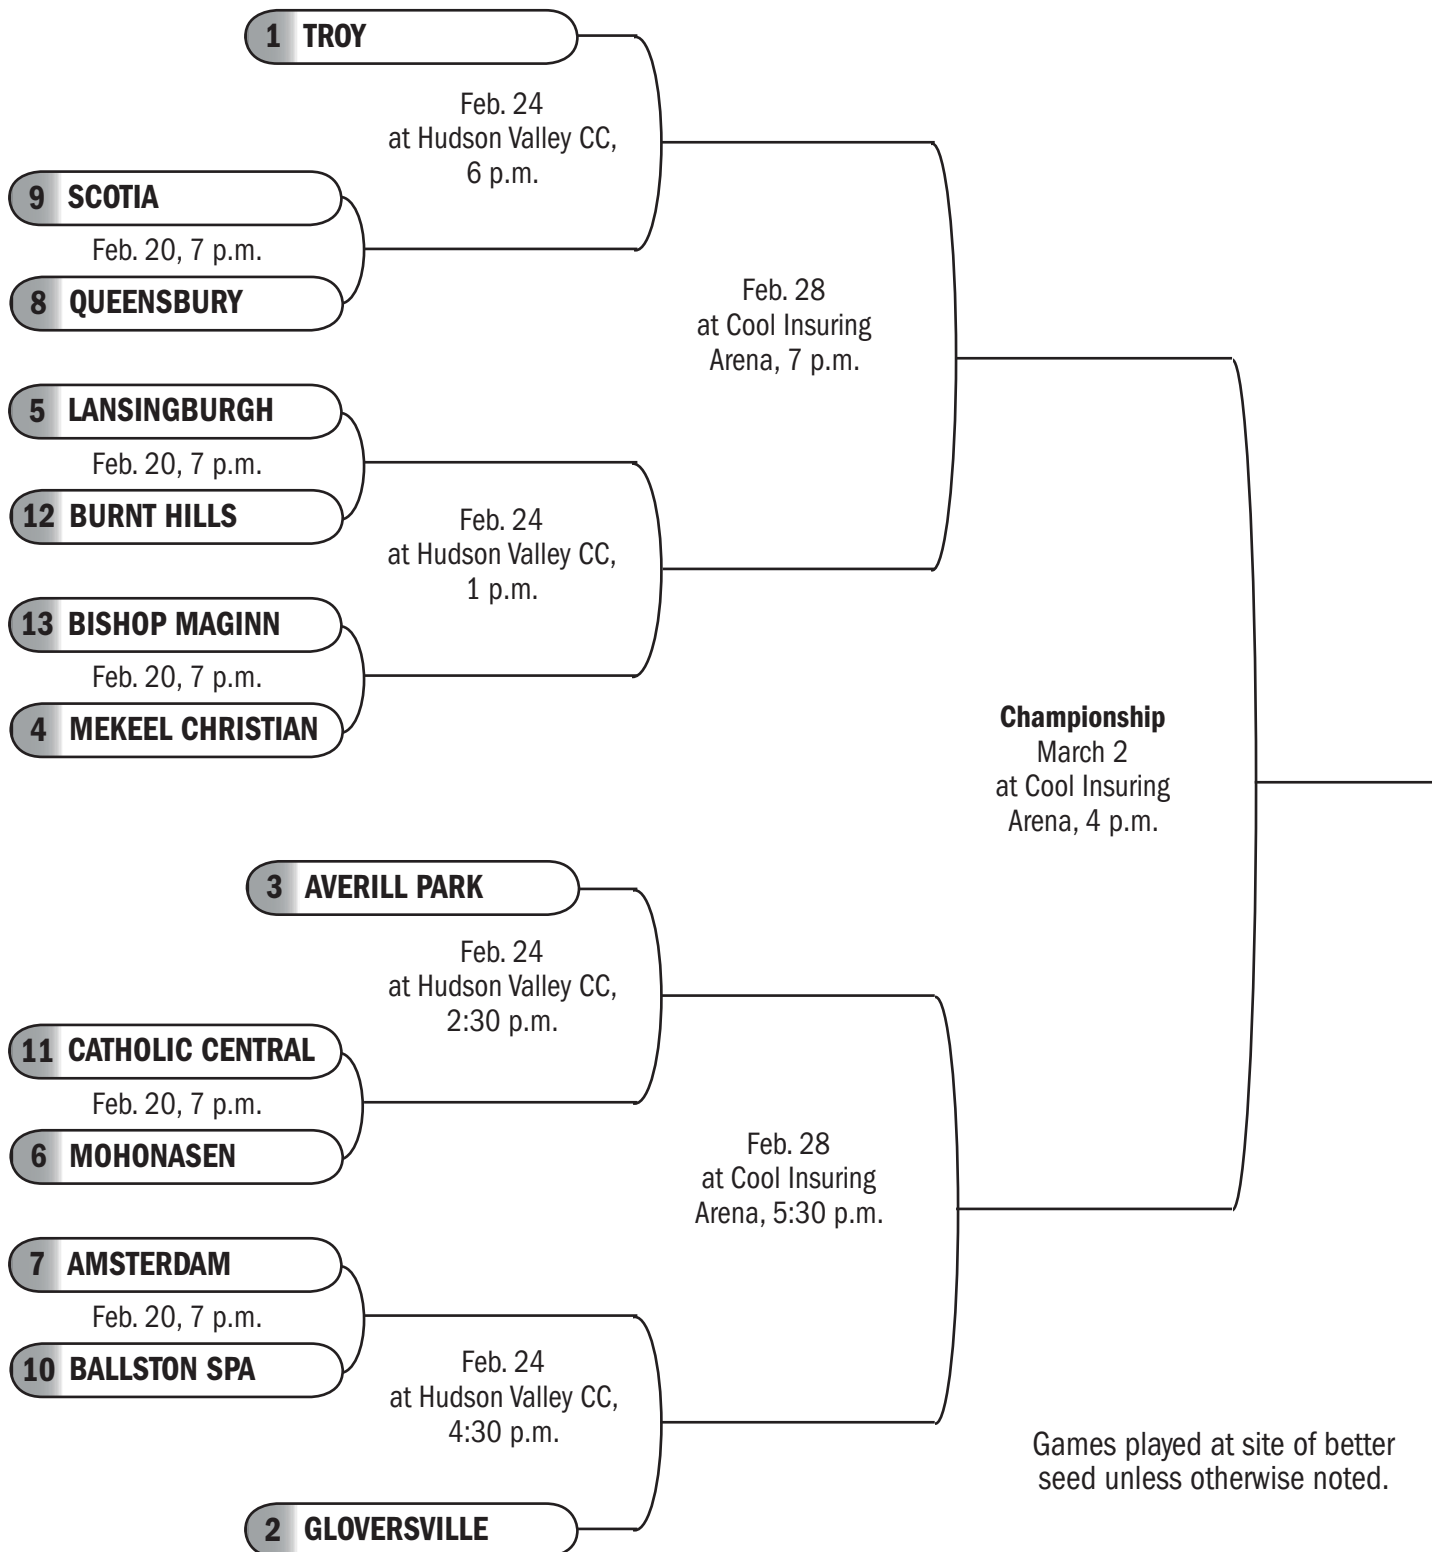 1 TROY
Feb. 24
at Hudson Valley CC,
6 p.m.
9 SCOTIA
Feb. 20, 7 p.m.
8 QUEENSBURY
Feb. 28
at Cool Insuring
Arena, 7 p.m.
5 LANSINGBURGH
Feb. 20, 7 p.m.
12 BURNT HILLS
Feb. 24
at Hudson Valley CC,
1 p.m.
13 BISHOP MAGINN
Feb. 20, 7 p.m.
4 MEKEEL CHRISTIAN
Championship
March 2
at Cool Insuring
Arena, 4 p.m.
3 AVERILL PARK
Feb. 24
at Hudson Valley CC,
2:30 p.m.
11 CATHOLIC CENTRAL
Feb. 20, 7 p.m.
6 MOHONASEN
Feb. 28
at Cool Insuring
Arena, 5:30 p.m.
7 AMSTERDAM
Feb. 20, 7 p.m.
10 BALLSTON SPA
Feb. 24
at Hudson Valley CC,
4:30 p.m.
2 GLOVERSVILLE
Games played at site of better
seed unless otherwise noted.